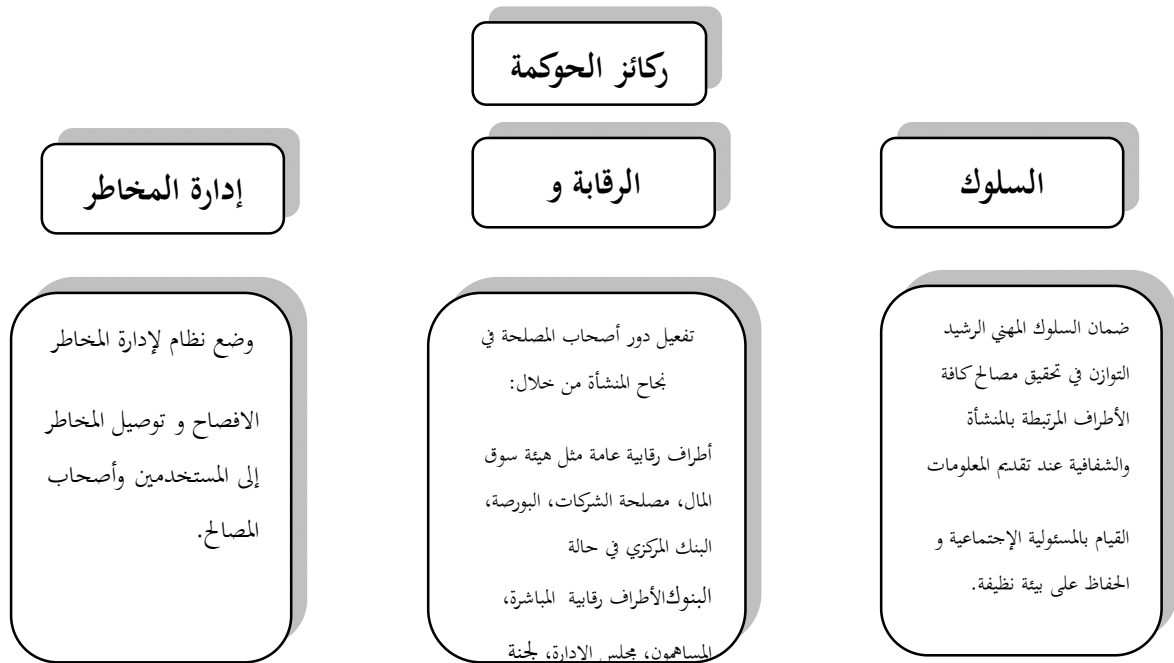 ركائز الحوكمة
السلوك
الرقابة و
إدارة المخاطر
ضمان السلوك المهني الرشيد
التوازن في تحقيق مصالح كافة
الأطراف المرتبطة بالمنشأة
والشفافية عند تقديم المعلومات
القيام بالمسئولية الإجتماعية و
الحفاظ على بيئة نظيفة.
تفعيل دور أصحاب المصلحة في
نجاح المنشأة من خلال:
أطراف رقابية عامة مثل هيئة سوق
المال، مصلحة الشركات، البورصة،
البنك المركزي في حالة
البنوك الأطراف رقابية المباشرة،
المساهمون، مجلس الادارة، لجنة
وضع نظام لإدارة المخاطر
الافصاح و توصيل المخاطر
إلى المستخدمين وأصحاب
المصالح.